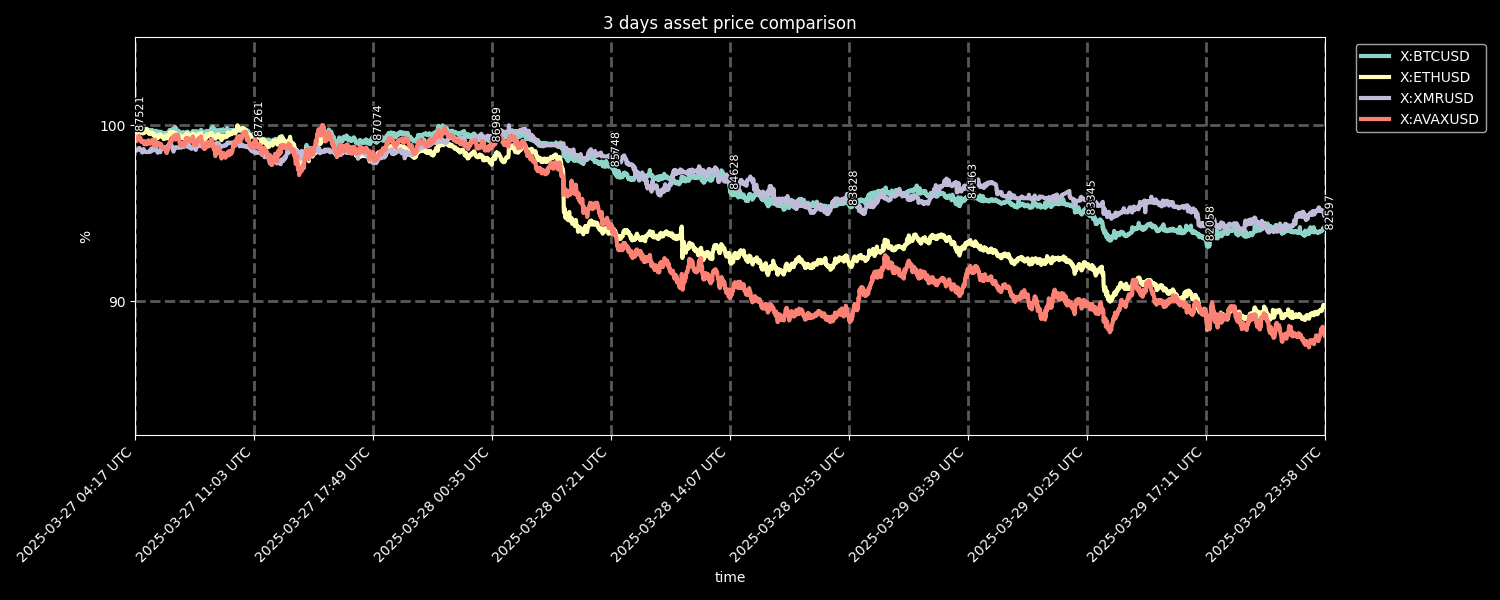 3 days asset price comparison
X:BTCUSD
X:ETHUSD
X:XMRUSD
X:AVAXUSD
100
90
%
87521
87261
87074
86989
85748
84628
83828
84163
83345
82058
82597
2025-03-27 04:17 UTC
2025-03-27 11:03 UTC
2025-03-27 17:49 UTC
2025-03-28 00:35 UTC
2025-03-28 07:21 UTC
2025-03-28 14:07 UTC
2025-03-28 20:53 UTC
2025-03-29 03:39 UTC
2025-03-29 10:25 UTC
2025-03-29 17:11 UTC
2025-03-29 23:58 UTC
time